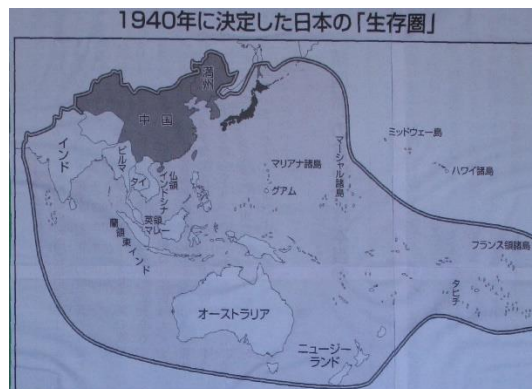 1940年に決定した日本の「生存圏」
満州
中国
インド
ビルマ
タイ
仏領
インドシナ
英領
マレー
蘭領東インド
マリアナ諸島
グアム
マーシャル諸島
ミッドウェー島
ハワイ諸島
フランス領諸島
タヒチ
オーストラリア
ニュージー
ランド